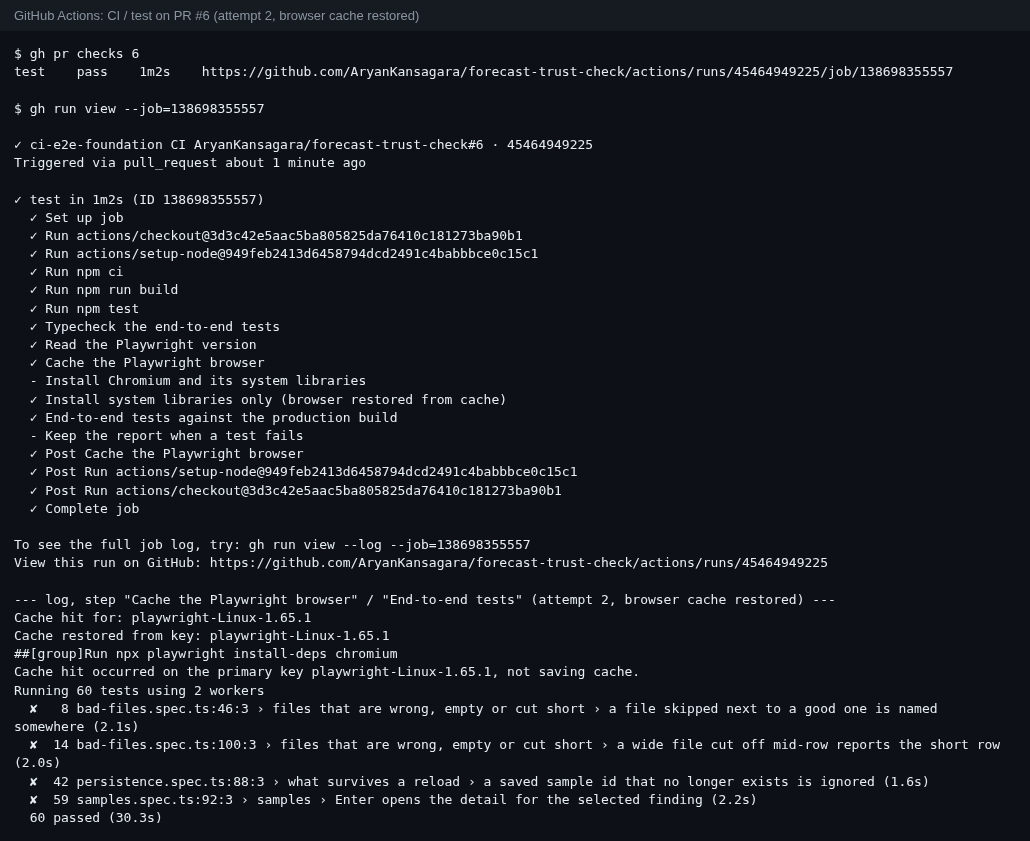 GitHub Actions: CI / test on PR #6 (attempt 2, browser cache restored)
$ gh pr checks 6
test    pass    1m2s    https://github.com/AryanKansagara/forecast-trust-check/actions/runs/45464949225/job/138698355557
$ gh run view --job=138698355557
✓ ci-e2e-foundation CI AryanKansagara/forecast-trust-check#6 · 45464949225
Triggered via pull_request about 1 minute ago
✓ test in 1m2s (ID 138698355557)
  ✓ Set up job
  ✓ Run actions/checkout@3d3c42e5aac5ba805825da76410c181273ba90b1
  ✓ Run actions/setup-node@949feb2413d6458794dcd2491c4babbbce0c15c1
  ✓ Run npm ci
  ✓ Run npm run build
  ✓ Run npm test
  ✓ Typecheck the end-to-end tests
  ✓ Read the Playwright version
  ✓ Cache the Playwright browser
  - Install Chromium and its system libraries
  ✓ Install system libraries only (browser restored from cache)
  ✓ End-to-end tests against the production build
  - Keep the report when a test fails
  ✓ Post Cache the Playwright browser
  ✓ Post Run actions/setup-node@949feb2413d6458794dcd2491c4babbbce0c15c1
  ✓ Post Run actions/checkout@3d3c42e5aac5ba805825da76410c181273ba90b1
  ✓ Complete job
To see the full job log, try: gh run view --log --job=138698355557
View this run on GitHub: https://github.com/AryanKansagara/forecast-trust-check/actions/runs/45464949225
--- log, step "Cache the Playwright browser" / "End-to-end tests" (attempt 2, browser cache restored) ---
Cache hit for: playwright-Linux-1.65.1
Cache restored from key: playwright-Linux-1.65.1
##[group]Run npx playwright install-deps chromium
Cache hit occurred on the primary key playwright-Linux-1.65.1, not saving cache.
Running 60 tests using 2 workers
  ✘   8 bad-files.spec.ts:46:3 › files that are wrong, empty or cut short › a file skipped next to a good one is named
somewhere (2.1s)
  ✘  14 bad-files.spec.ts:100:3 › files that are wrong, empty or cut short › a wide file cut off mid-row reports the short row
(2.0s)
  ✘  42 persistence.spec.ts:88:3 › what survives a reload › a saved sample id that no longer exists is ignored (1.6s)
  ✘  59 samples.spec.ts:92:3 › samples › Enter opens the detail for the selected finding (2.2s)
  60 passed (30.3s)